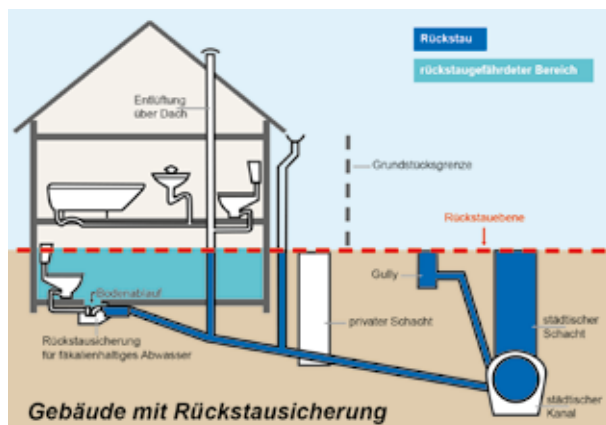 Rückstau
rückstaugefährdeter Bereich
Entlüftung
über Dach
Grundstücksgrenze
Rückstauebene
Bodenablauf
Gully
Rückstausicherung
für fäkalienhaltiges Abwasser
privater Schacht
städtischer
Schacht
städtischer
Kanal
Gebäude mit Rückstausicherung